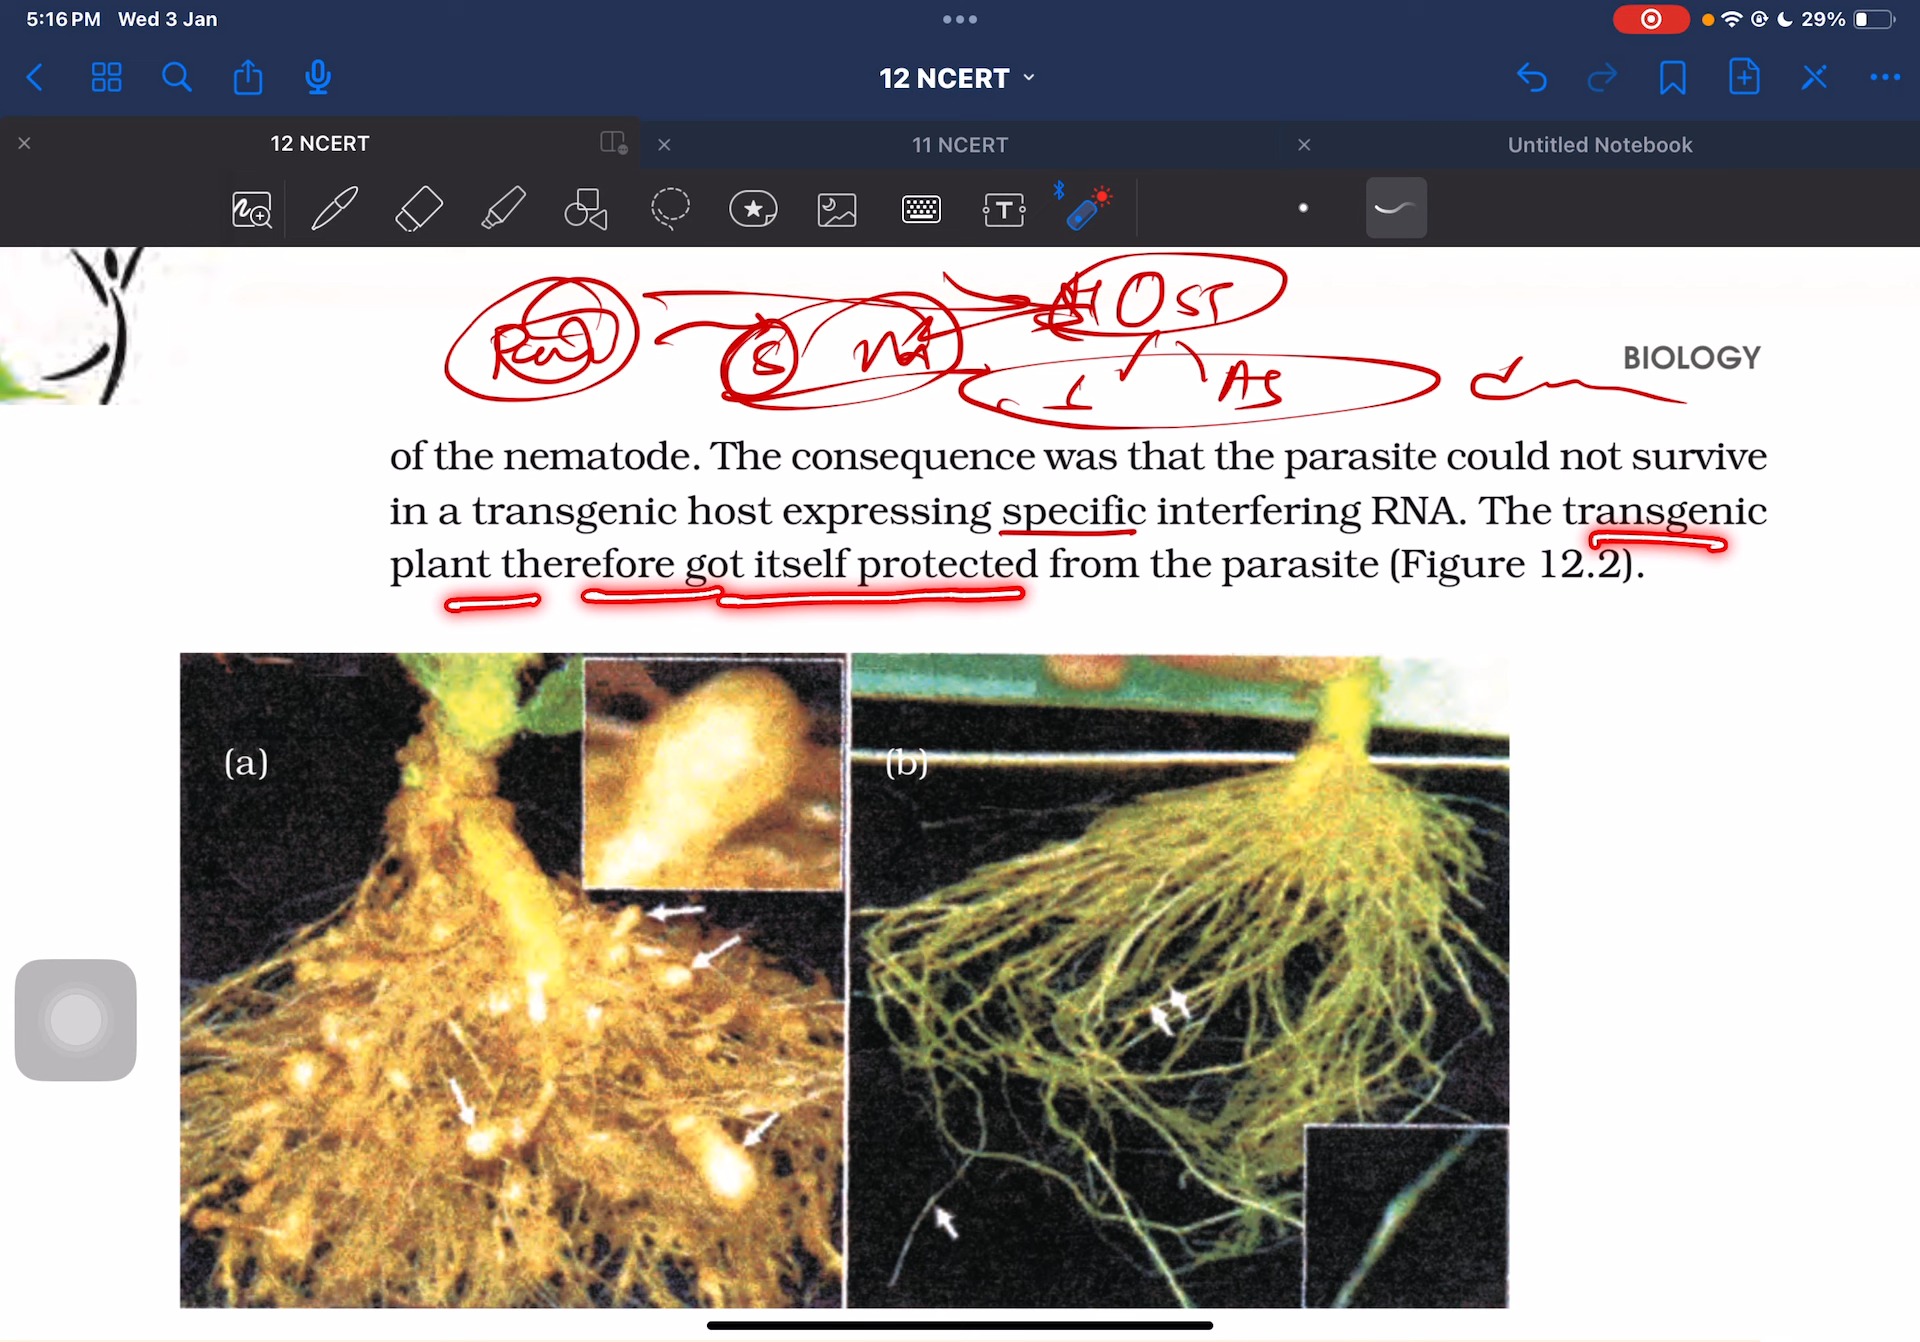 5:16 PM Wed 3 Jan
29%
12 NCERT
12 NCERT
11 NCERT
Untitled Notebook
T
HOST
S
I AS
BIOLOGY
of the nematode. The consequence was that the parasite could not survive
in a transgenic host expressing specific interfering RNA. The transgenic
plant therefore got itself protected from the parasite (Figure 12.2).
(a)
(b)